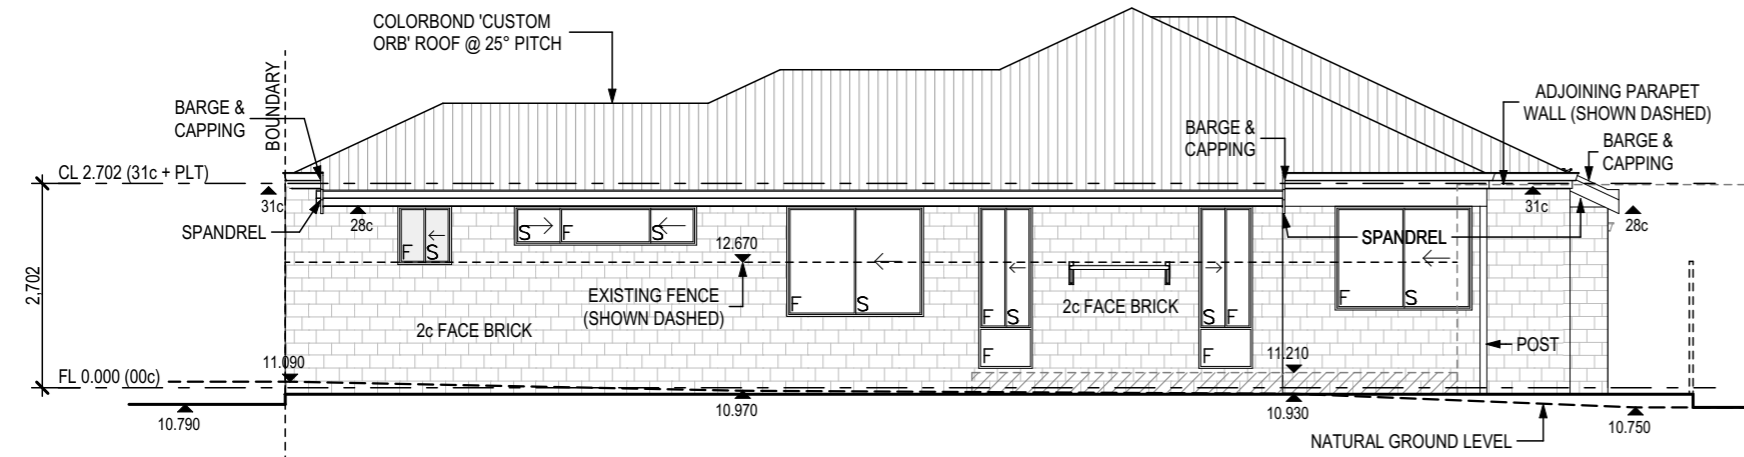 COLORBOND 'CUSTOM
ORB' ROOF @ 25° PITCH
BOUNDARY
BARGE &
CAPPING
ADJOINING PARAPET
WALL (SHOWN DASHED)
BARGE &
CAPPING
BARGE &
CAPPING
CL 2.702 (31c + PLT)
31c
28c
SPANDREL
31c
28c
SPANDREL
F
S
S
F
S
12.670
2,702
EXISTING FENCE
(SHOWN DASHED)
F
S
F
S
F
2c FACE BRICK
S
F
F
F
S
2c FACE BRICK
POST
11.090
11.210
FL 0.000 (00c)
10.790
10.970
10.930
10.750
NATURAL GROUND LEVEL